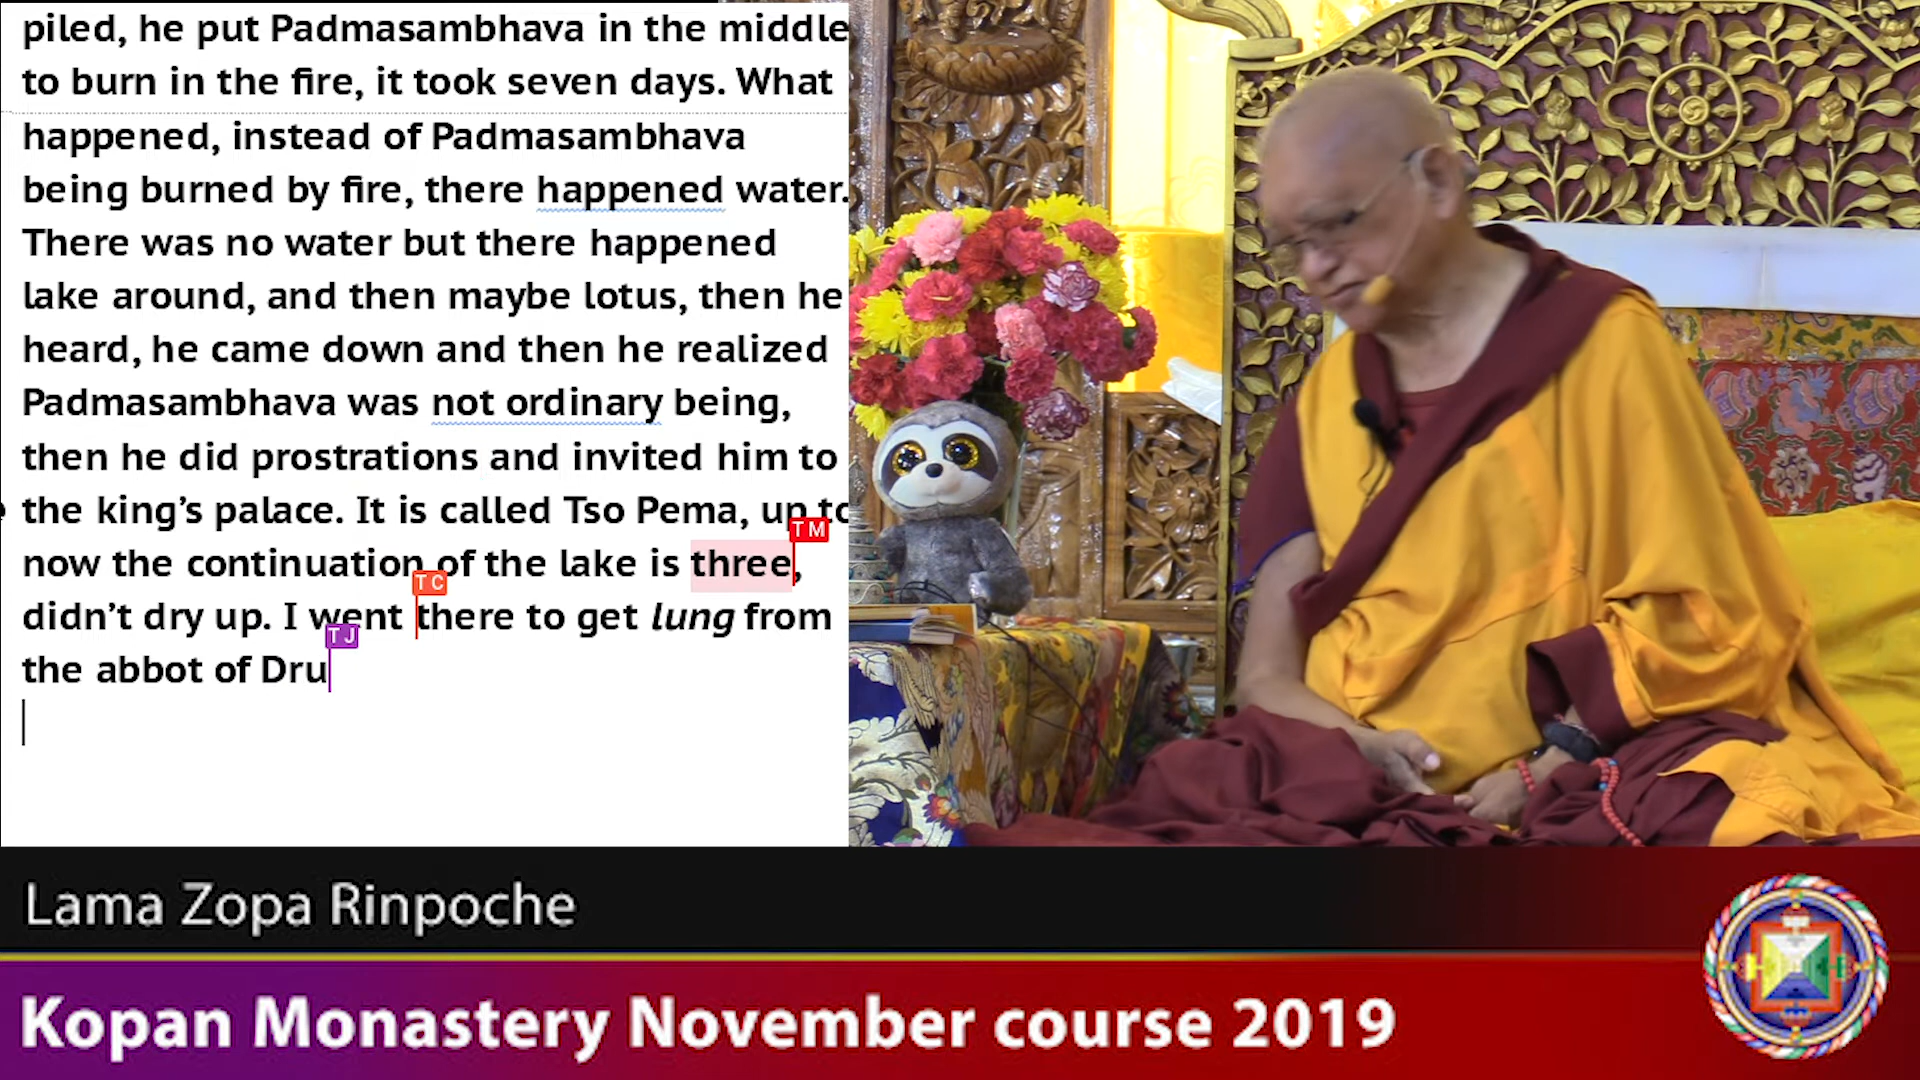 piled, he put Padmasambhava in the middle
to burn in the fire, it took seven days. What
happened, instead of Padmasambhava
being burned by fire, there happened water.
There was no water but there happened
lake around, and then maybe lotus, then he
heard, he came down and then he realized
Padmasambhava was not ordinary being,
then he did prostrations and invited him to
the king’s palace. It is called Tso Pema, up to
TM
now the continuation of the lake is three,
TC
didn’t dry up. I went there to get lung from
TJ
the abbot of Dru
Lama Zopa Rinpoche
Kopan Monastery November course 2019